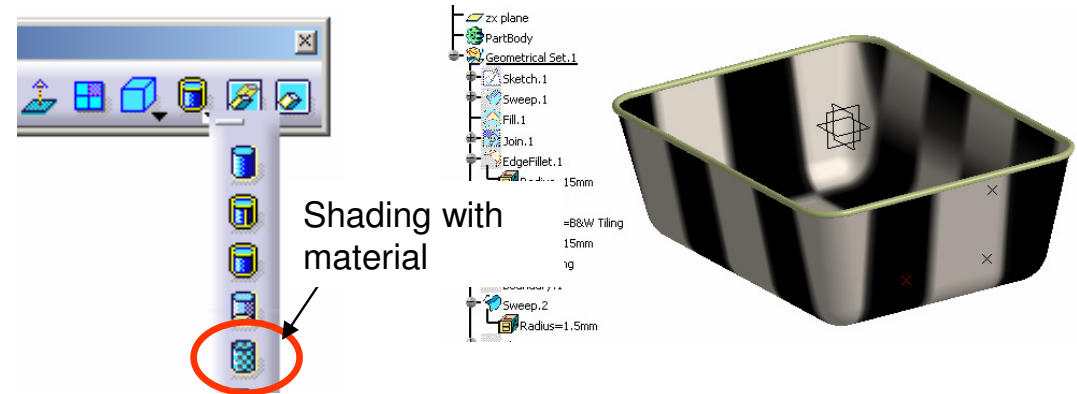 zx plane
PartBody
Geometrical Set.1
Sketch.1
Sweep.1
Fill.1
Join.1
EdgeFillet.1
15mm
Shading with
material
=B&W Tiling
15mm
Sweep.2
Radius=1.5mm